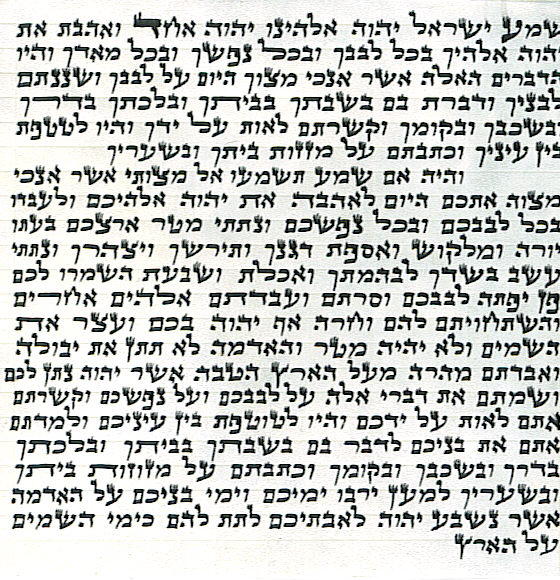 שמע ישראל יהוה אלהינו יהוה אחד ואהבת את
יהוה אלהיך בכל לבבך ובכל נפשך ובכל מאדך והיו
הדברים האלה אשר אנכי מצוך היום על לבבך ושננתם
לבניך ודברת בם בשבתך בביתך ובלכתך בדרך
ובשכבך ובקומך וקשרתם לאות על ידך והיו לטטפת
בין עיניך וכתבתם על מזזות ביתך ובשעריך
והיה אם שמע תשמעו אל מצותי אשר אנכי
מצוה אתכם היום לאהבה את יהוה אלהיכם ולעבדו
בכל לבבכם ובכל נפשכם ונתתי מטר ארצכם בעתו
יורה ומלקוש ואספת דגנך ותירשך ויצהרך ונתתי
עשב בשדך לבהמתך ואכלת ושבעת השמרו לכם
פן יפתה לבבכם וסרתם ועבדתם אלהים אחרים
והשתחויתם להם וחרה אף יהוה בכם ועצר את
השמים ולא יהיה מטר והאדמה לא תתן את יבולה
ואבדתם מהרה מעל הארץ הטבה אשר יהוה נתן לכם
ושמתם את דברי אלה על לבבכם ועל נפשכם וקשרתם
אתם לאות על ידכם והיו לטוטפת בין עיניכם ולמדתם
אתם את בניכם לדבר בם בשבתך בביתך ובלכתך
בדרך ובשכבך ובקומך וכתבתם על מזוזות ביתך
ובשעריך למען ירבו ימיכם וימי בניכם על האדמה
אשר נשבע יהוה לאבתיכם לתת להם כימי השמים
על הארץ